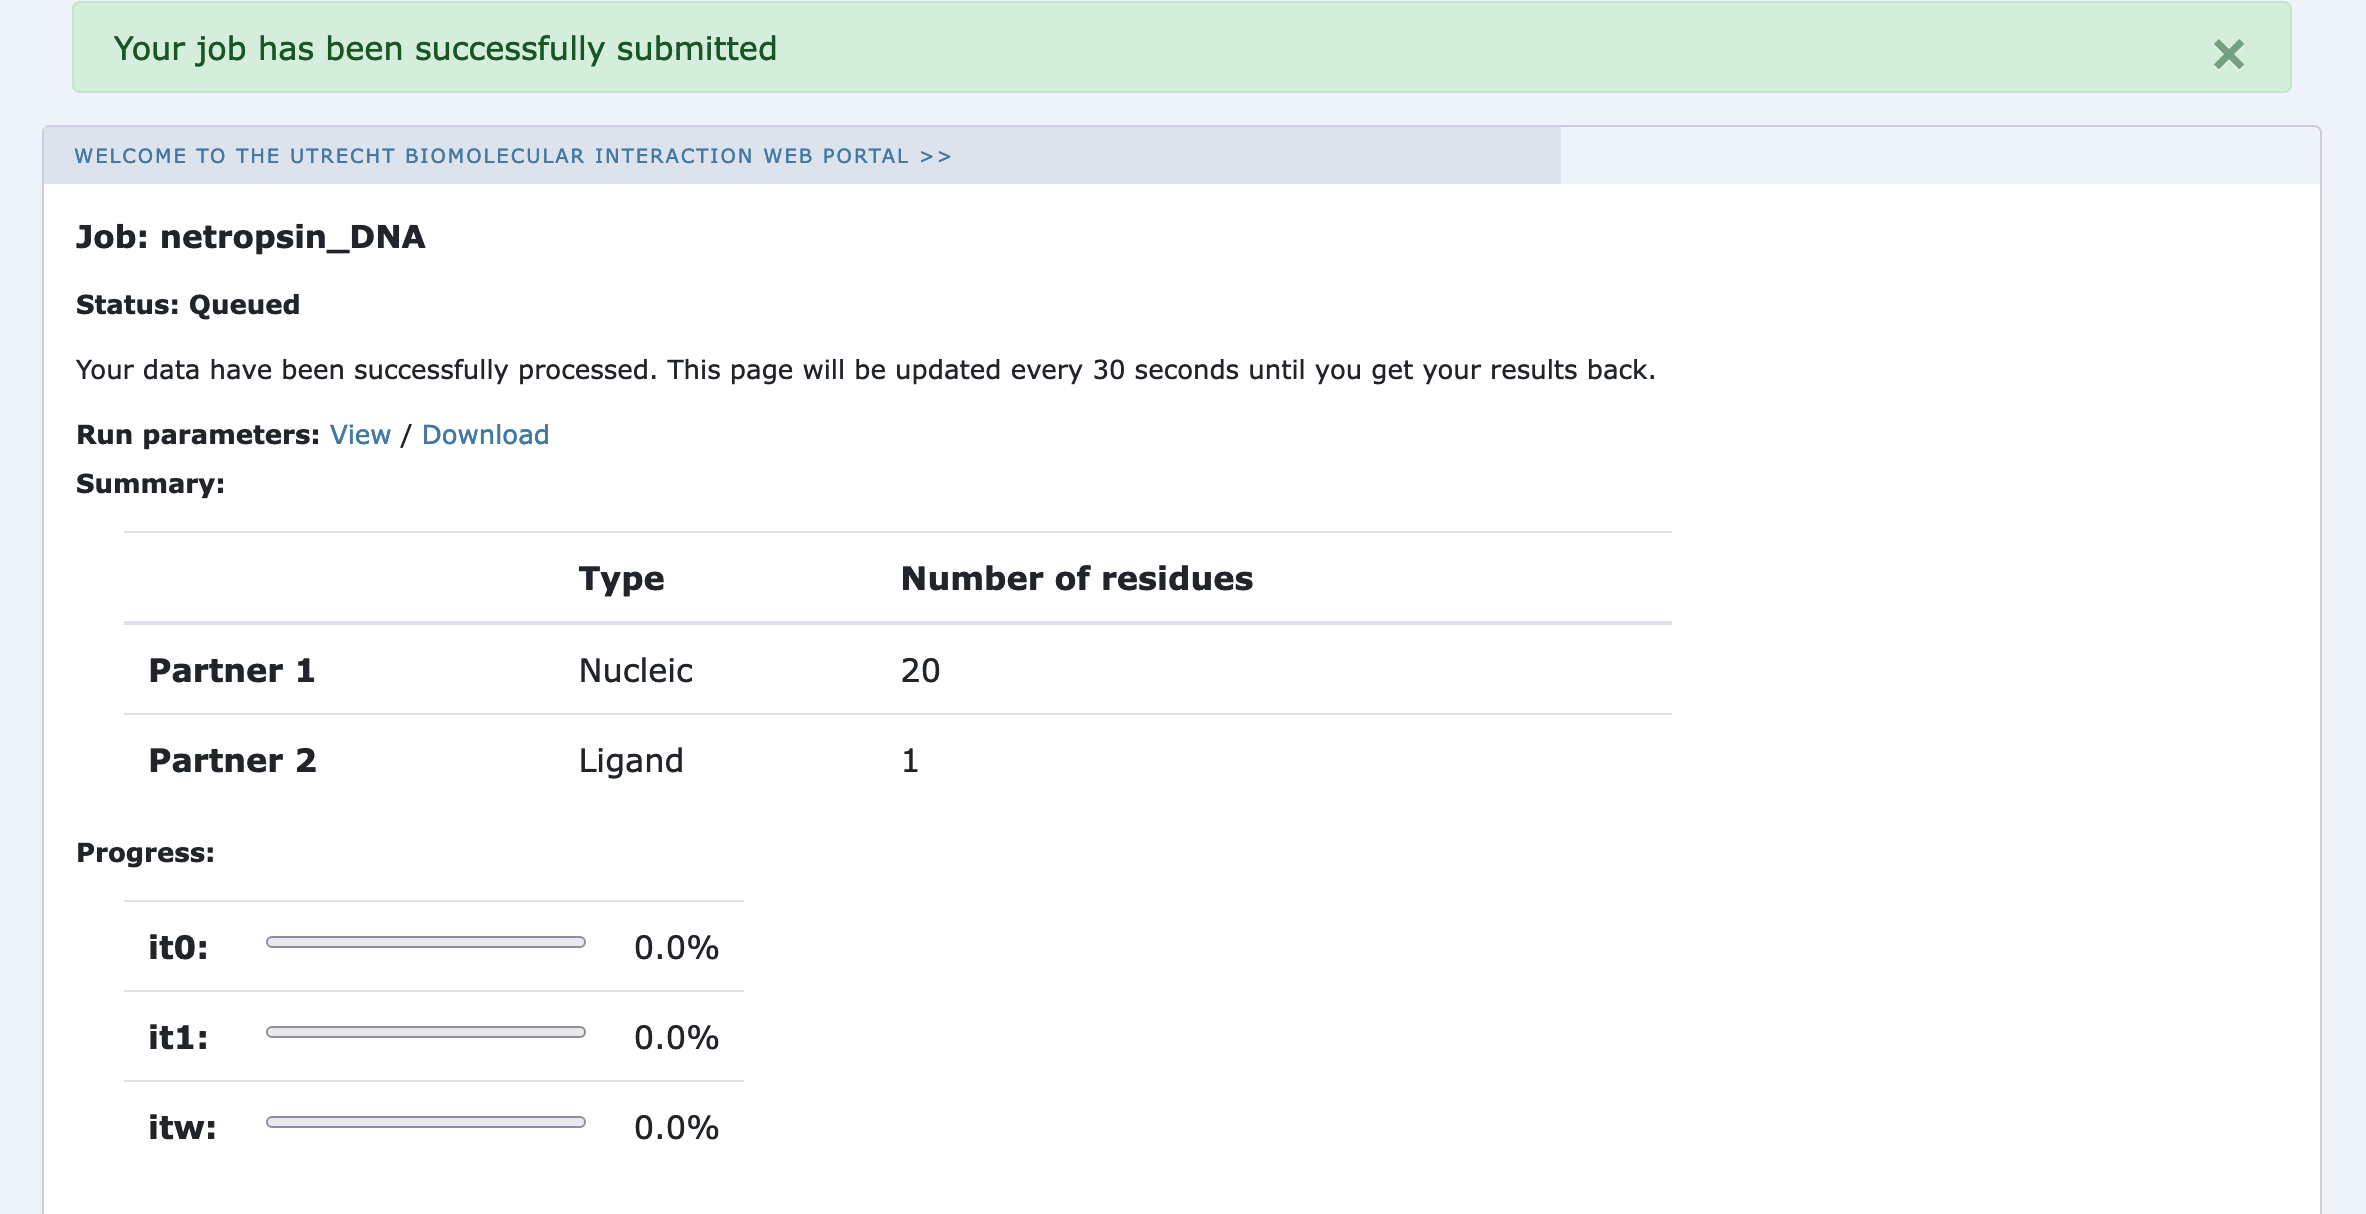 Your job has been successfully submitted ×
WELCOME TO THE UTRECHT BIOMOLECULAR INTERACTION WEB PORTAL >>
Job: netropsin_DNA
Status: Queued
Your data have been successfully processed. This page will be updated every 30 seconds until you get your results back.
Run parameters: View / Download
Summary:
Type Number of residues
Partner 1 Nucleic 20
Partner 2 Ligand 1
Progress:
it0: 0.0%
it1: 0.0%
itw: 0.0%